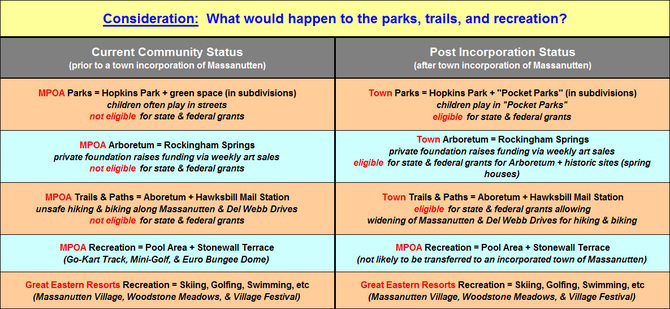 Consideration: What would happen to the parks, trails, and recreation?
Current Community Status
(prior to a town incorporation of Massanutten)
Post Incorporation Status
(after town incorporation of Massanutten)
MPOA Parks = Hopkins Park + green space (in subdivisions)
children often play in streets
not eligible for state & federal grants
Town Parks = Hopkins Park + "Pocket Parks" (in subdivisions)
children play in "Pocket Parks"
eligible for state & federal grants
MPOA Arboretum = Rockingham Springs
private foundation raises funding via weekly art sales
not eligible for state & federal grants
Town Arboretum = Rockingham Springs
private foundation raises funding via weekly art sales
eligible for state & federal grants for Arboretum + historic sites (spring
houses)
MPOA Trails & Paths = Aboretum + Hawksbill Mail Station
unsafe hiking & biking along Massanutten & Del Webb Drives
not eligible for state & federal grants
Town Trails & Paths = Aboretum + Hawksbill Mail Station
eligible for state & federal grants allowing
widening of Massanutten & Del Webb Drives for hiking & biking
MPOA Recreation = Pool Area + Stonewall Terrace
(Go-Kart Track, Mini-Golf, & Euro Bungee Dome)
MPOA Recreation = Pool Area + Stonewall Terrace
(not likely to be transferred to an incorporated town of Massanutten)
Great Eastern Resorts Recreation = Skiing, Golfing, Swimming, etc
(Massanutten Village, Woodstone Meadows, & Village Festival)
Great Eastern Resorts Recreation = Skiing, Golfing, Swimming, etc
(Massanutten Village, Woodstone Meadows, & Village Festival)